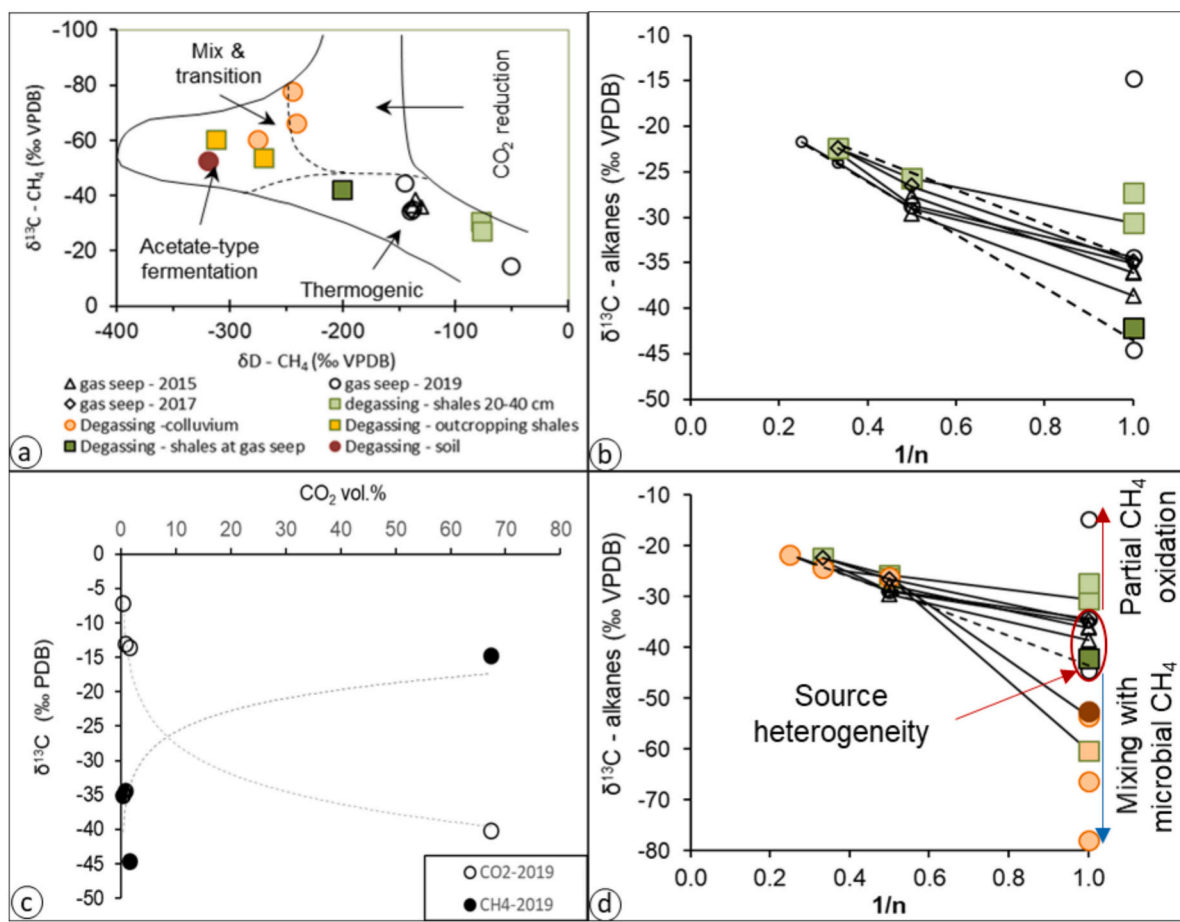 -100
-80
-60
-40
-20
0
δ¹³C - CH₄ (‰ VPDB)
Mix &
transition
CO₂ reduction
Acetate-type
fermentation
Thermogenic
-400
-300
-200
-100
0
δD - CH₄ (‰ VPDB)
gas seep - 2015
gas seep - 2019
gas seep - 2017
degassing - shales 20-40 cm
Degassing -colluvium
Degassing - outcropping shales
Degassing - shales at gas seep
Degassing - soil
a
-10
-15
-20
-25
-30
-35
-40
-45
-50
δ¹³C - alkanes (‰ VPDB)
0.0 0.2 0.4 0.6 0.8 1.0
1/n
b
CO₂ vol.%
0 10 20 30 40 50 60 70 80
0
-5
-10
-15
-20
-25
-30
-35
-40
-45
-50
δ¹³C (‰ PDB)
CO2-2019
CH4-2019
c
-10
-20
-30
-40
-50
-60
-70
-80
δ¹³C - alkanes (‰ VPDB)
Source
heterogeneity
Partial CH₄
oxidation
Mixing with
microbial CH₄
0.0 0.2 0.4 0.6 0.8 1.0
1/n
d